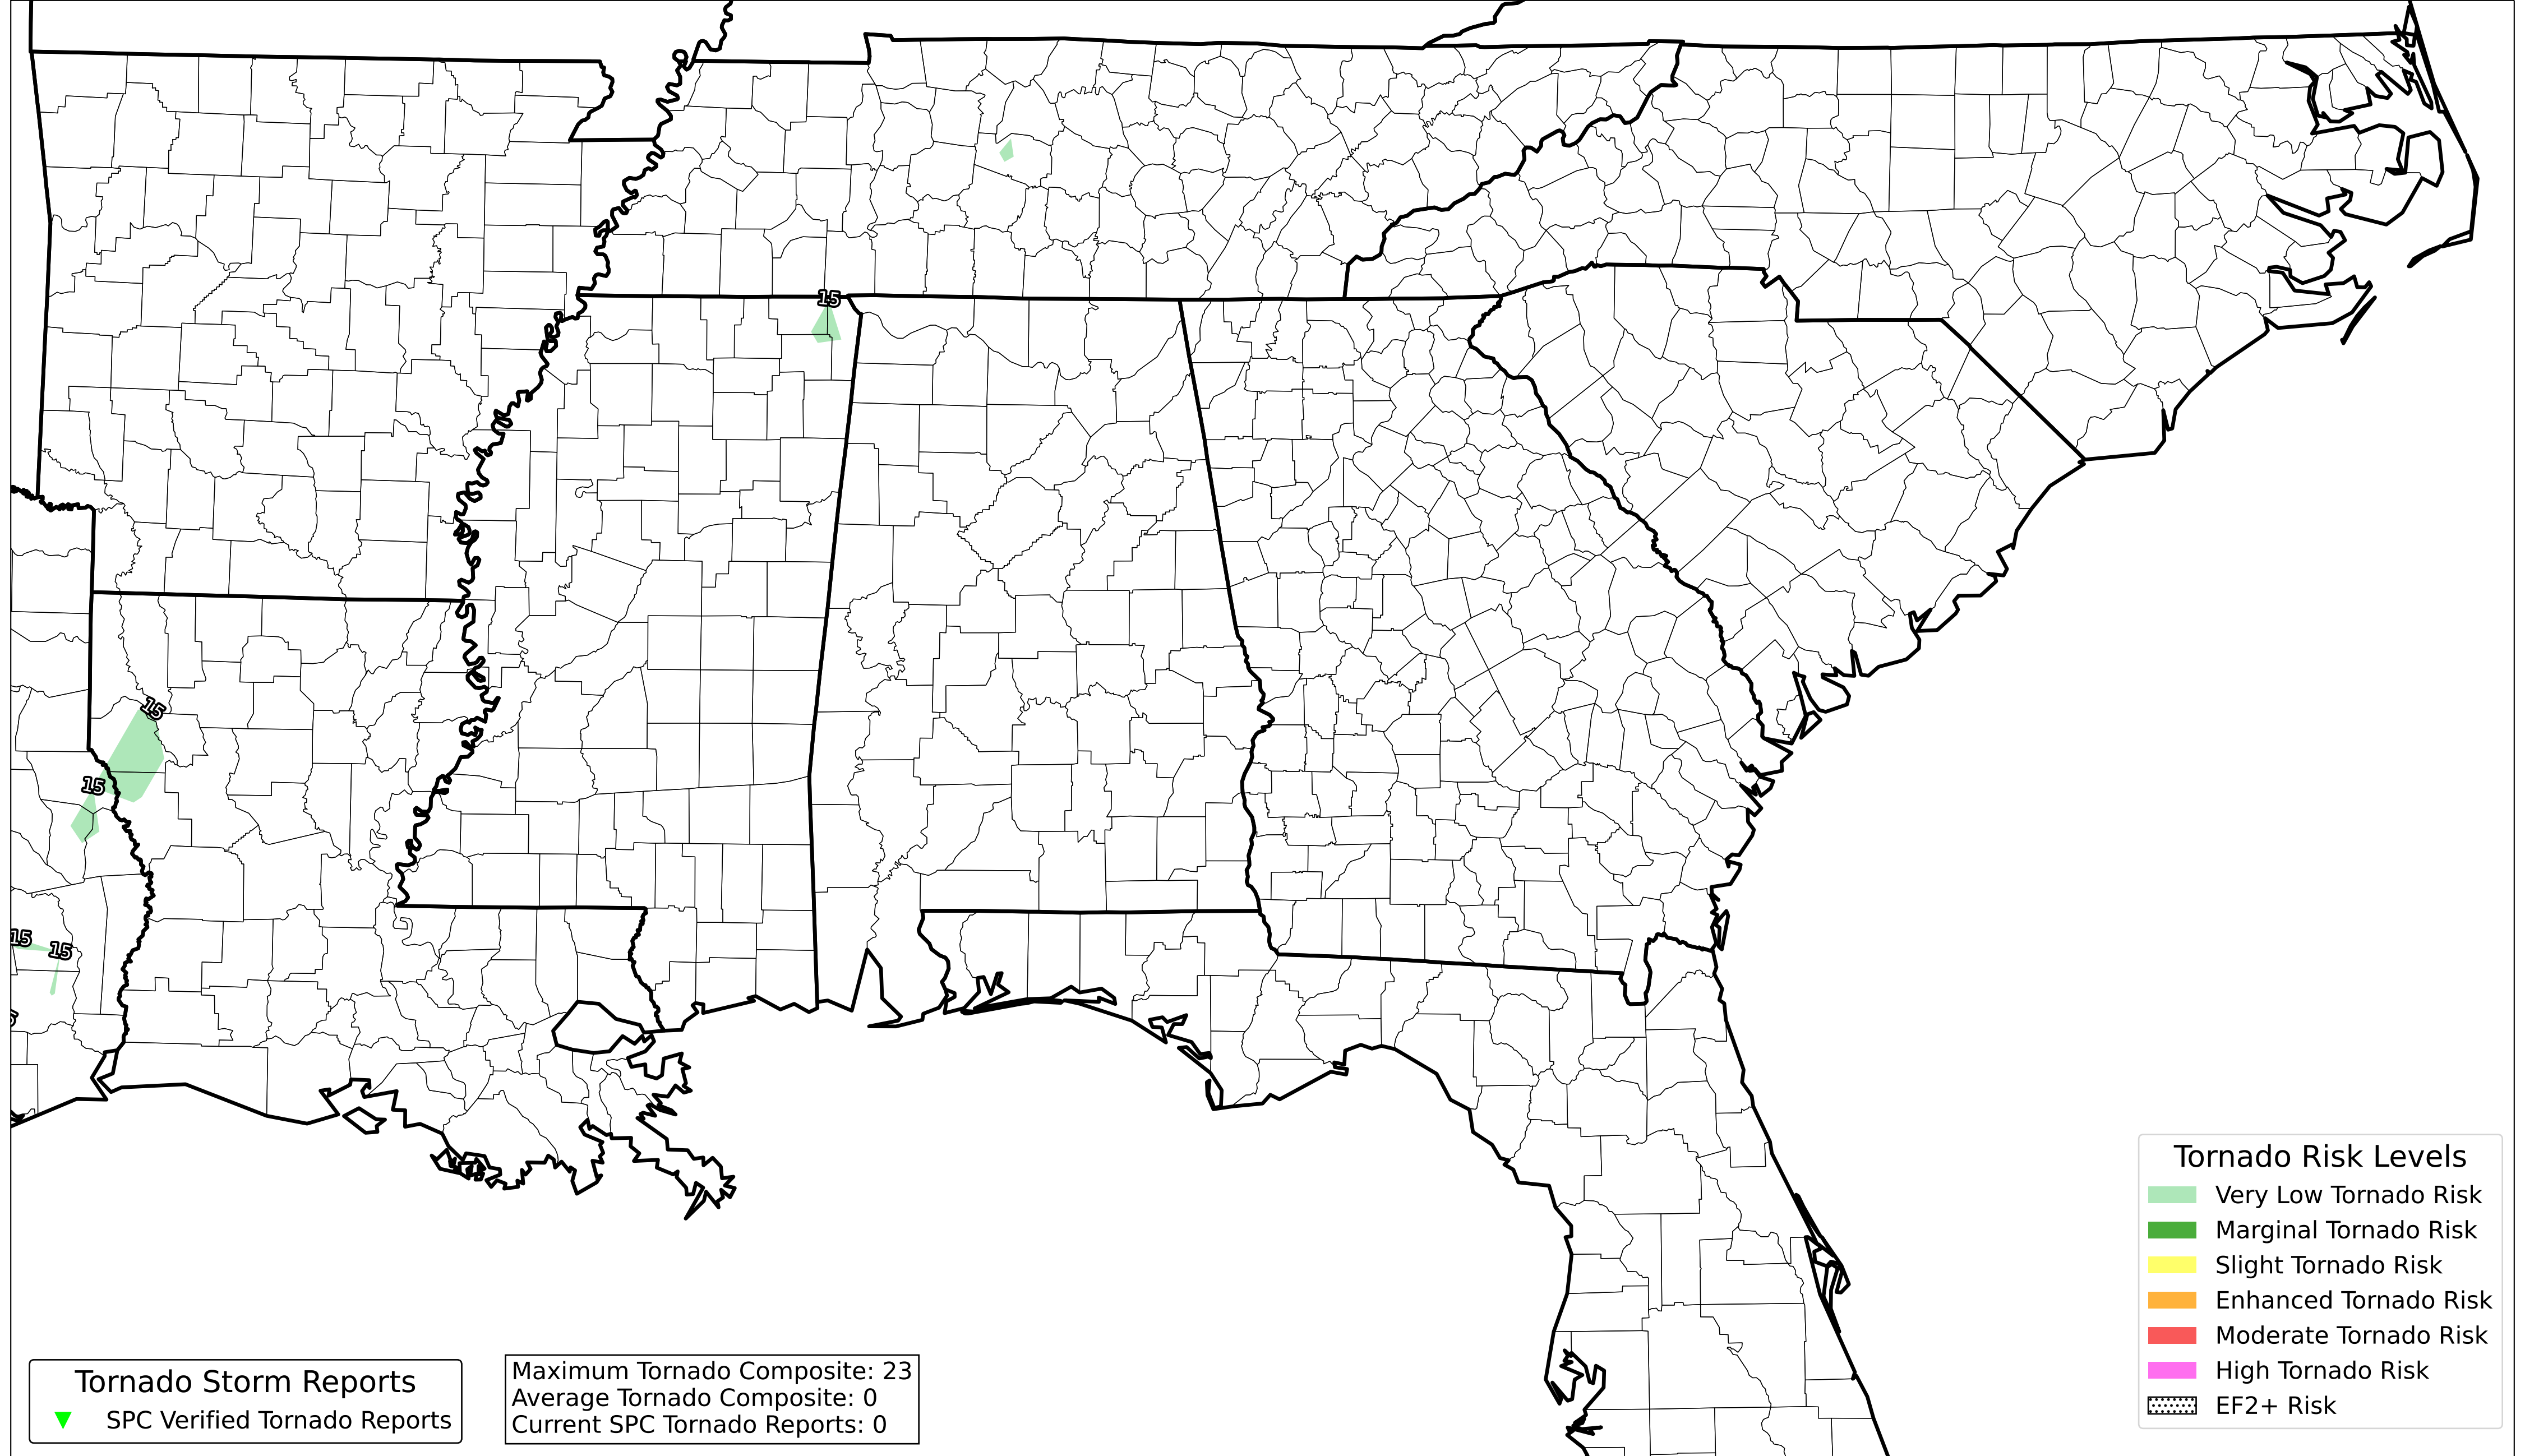 15
15
15
15
15
Tornado Risk Levels
Very Low Tornado Risk
Marginal Tornado Risk
Slight Tornado Risk
Enhanced Tornado Risk
Moderate Tornado Risk
High Tornado Risk
EF2+ Risk
Tornado Storm Reports
SPC Verified Tornado Reports
Maximum Tornado Composite: 23
Average Tornado Composite: 0
Current SPC Tornado Reports: 0